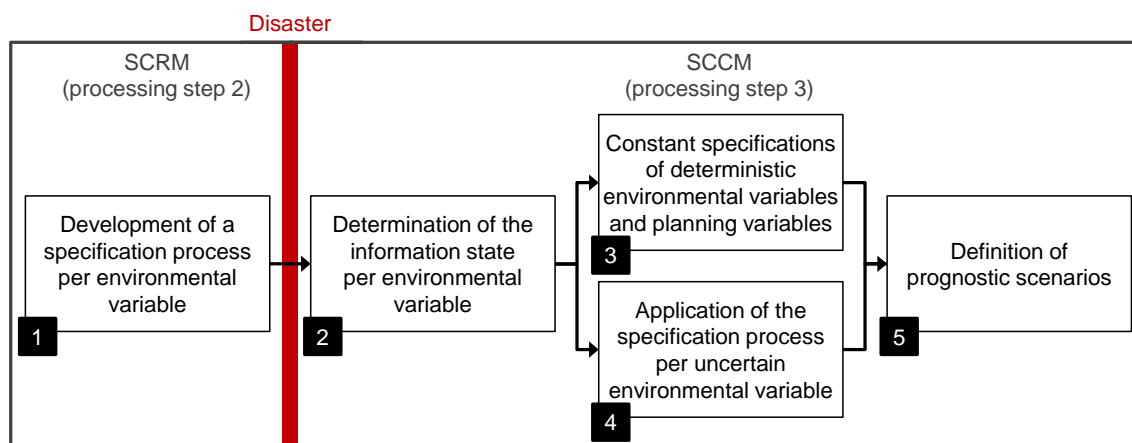 Disaster
SCRM
(processing step 2)
SCCM
(processing step 3)
Development of a
specification process
per environmental
variable
1
Determination of the
information state
per environmental
variable
2
Constant specifications
of deterministic
environmental variables
and planning variables
3
Application of the
specification process
per uncertain
environmental variable
4
Definition of
prognostic scenarios
5